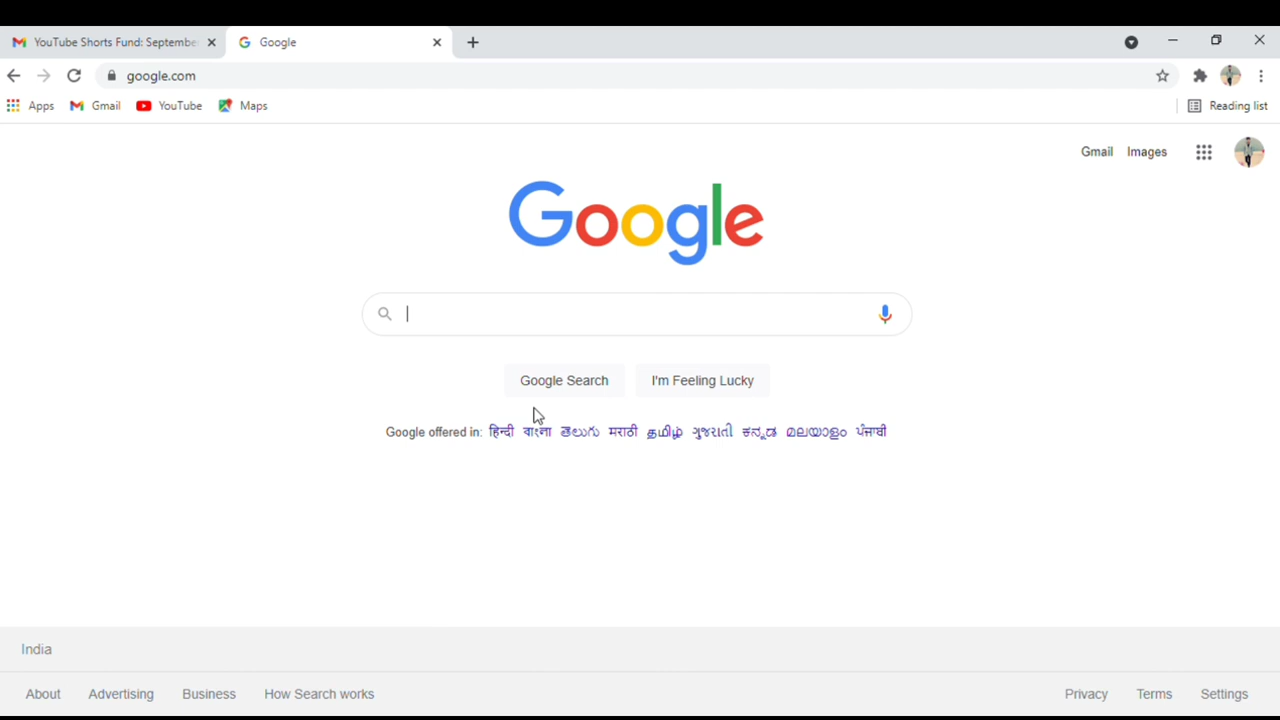 YouTube Shorts Fund: September
Google
google.com
Apps Gmail YouTube Maps
Reading list
Gmail Images
Google
Google Search I'm Feeling Lucky
Google offered in: हिन्दी বাংলা తెలుగు मराठी தமிழ் ગુજરાતી ಕನ್ನಡ മലയാളം ਪੰਜਾਬੀ
India
About Advertising Business How Search works
Privacy Terms Settings